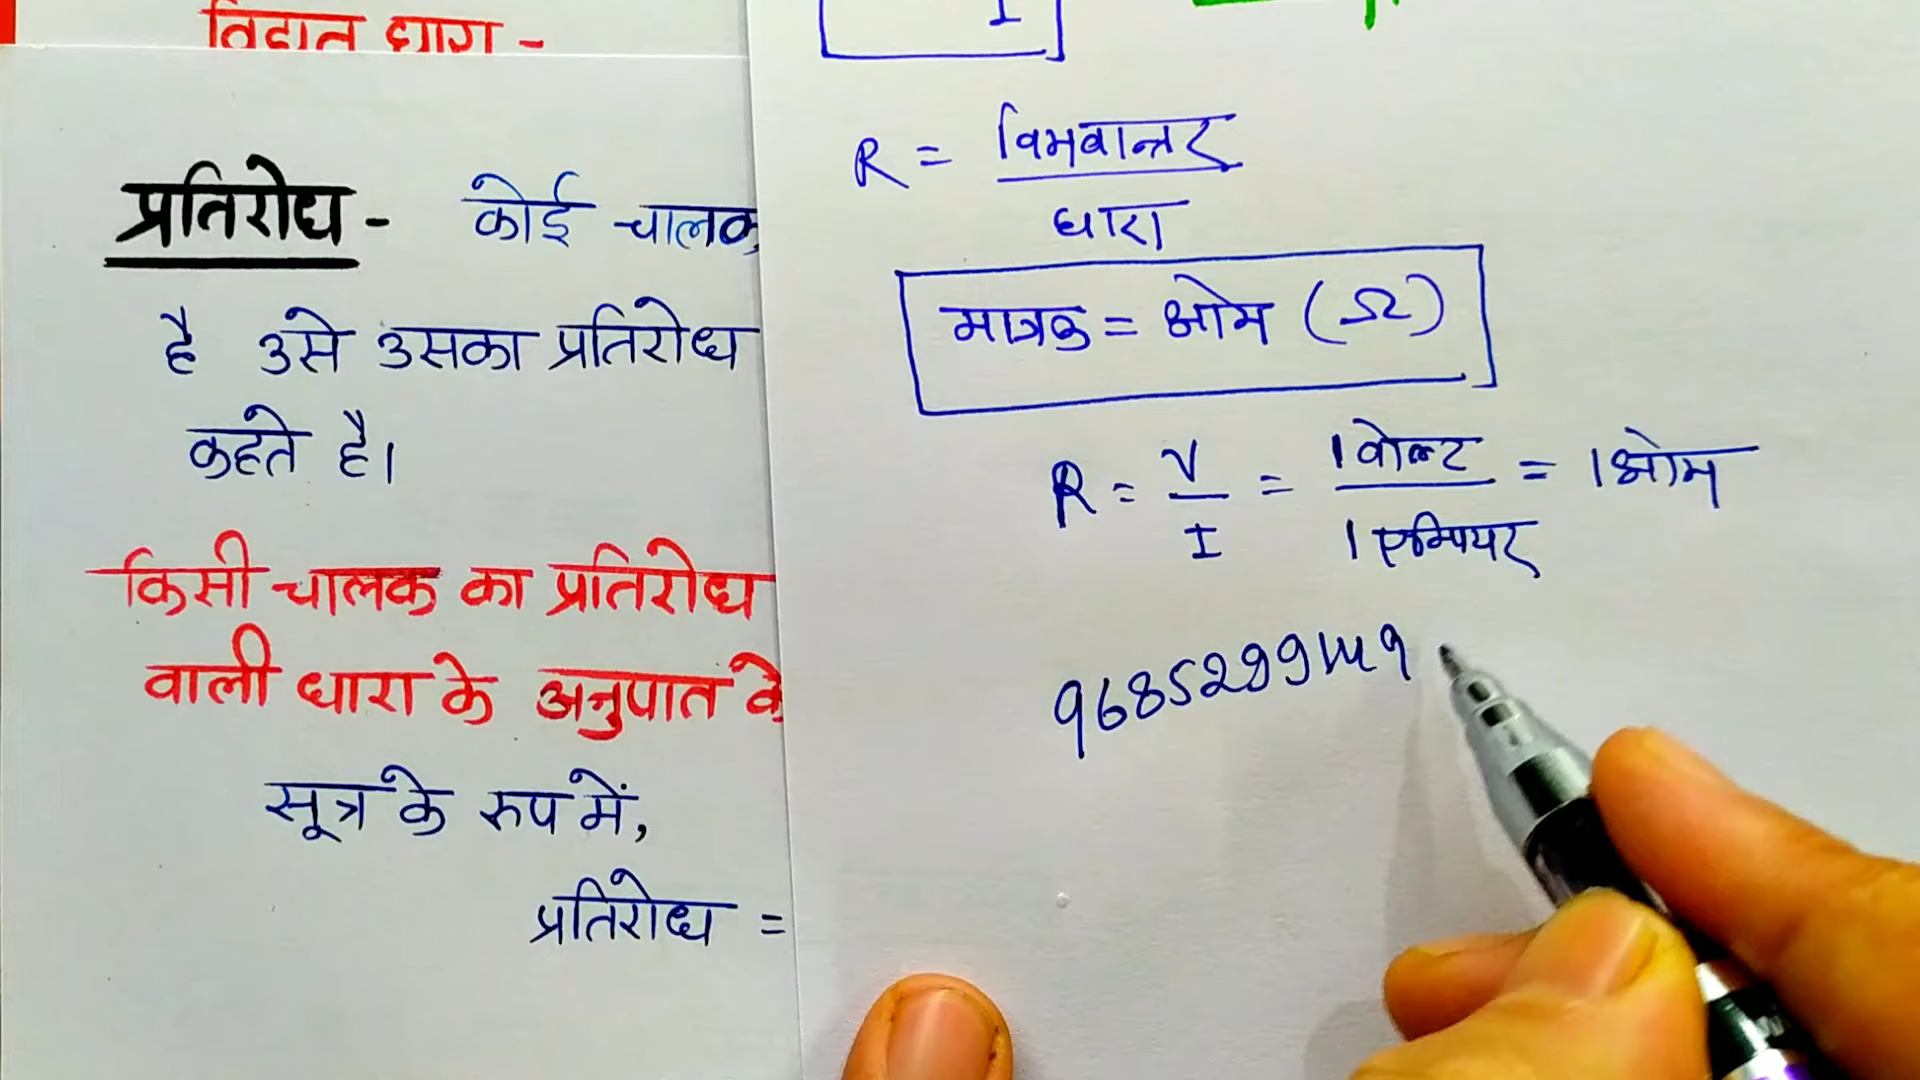 विद्युत धारा -
प्रतिरोध - कोई चालक
है उसे उसका प्रतिरोध
कहते है।
किसी चालक का प्रतिरोध
वाली धारा के अनुपात के
सूत्र के रुप में,
प्रतिरोध =
I
R = विभवान्तर
धारा
मात्रक = ओम (Ω)
R = V/I = 1 वोल्ट / 1 एम्पियर = 1 ओम